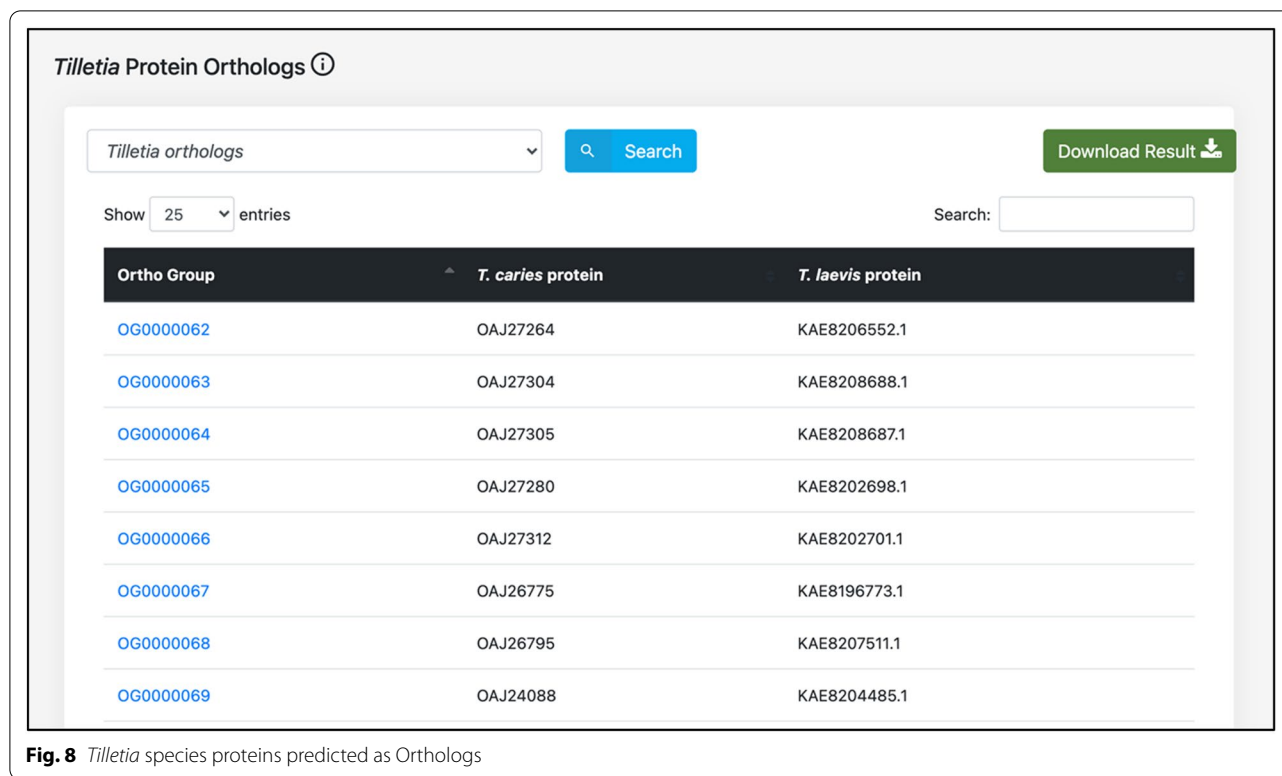 Tilletia Protein Orthologs
Tilletia orthologs Search Download Result
Show 25 entries Search:
Ortho Group T. caries protein T. laevis protein
OG0000062 OAJ27264 KAE8206552.1
OG0000063 OAJ27304 KAE8208688.1
OG0000064 OAJ27305 KAE8208687.1
OG0000065 OAJ27280 KAE8202698.1
OG0000066 OAJ27312 KAE8202701.1
OG0000067 OAJ26775 KAE8196773.1
OG0000068 OAJ26795 KAE8207511.1
OG0000069 OAJ24088 KAE8204485.1
Fig. 8 Tilletia species proteins predicted as Orthologs